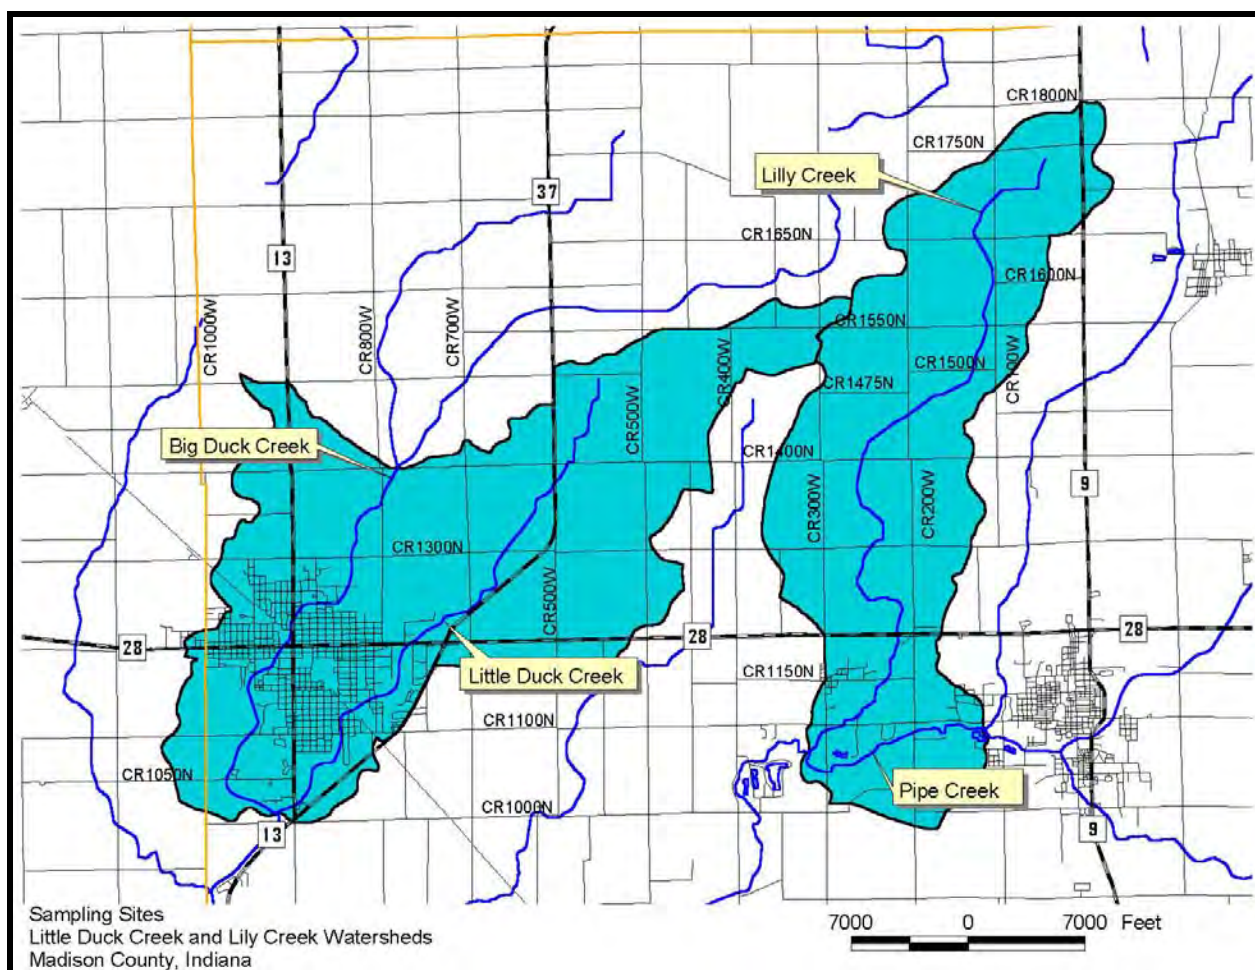 CR1800N
CR1750N
Lilly Creek
37
CR1650N
13
CR1600N
CR1000W
CR800W
CR700W
CR1550N
CR400W
CR1500N
CR100W
CR1475N
CR500W
Big Duck Creek
CR1400N
9
CR300W
CR200W
CR1300N
CR500W
28
28
28
Little Duck Creek
CR1150N
CR1100N
CR1050N
Pipe Creek
CR1000N
13
9
Sampling Sites
Little Duck Creek and Lily Creek Watersheds
Madison County, Indiana
7000 0 7000 Feet